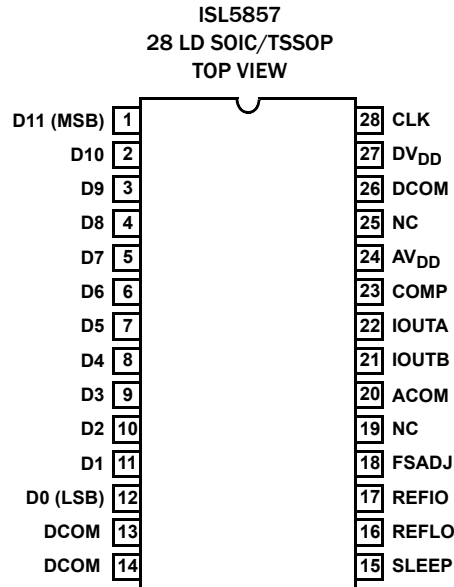 ISL5857
28 LD SOIC/TSSOP
TOP VIEW
D11 (MSB) 1 28 CLK
D10 2 27 DVDD
D9 3 26 DCOM
D8 4 25 NC
D7 5 24 AVDD
D6 6 23 COMP
D5 7 22 IOUTA
D4 8 21 IOUTB
D3 9 20 ACOM
D2 10 19 NC
D1 11 18 FSADJ
D0 (LSB) 12 17 REFIO
DCOM 13 16 REFLO
DCOM 14 15 SLEEP